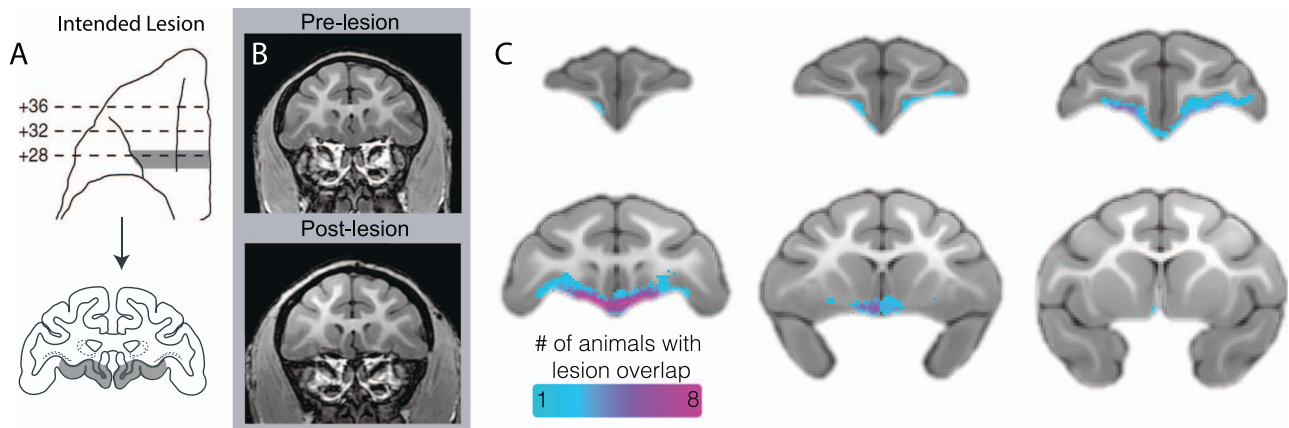 A
Intended Lesion
+36
+32
+28
B
Pre-lesion
Post-lesion
C
# of animals with
lesion overlap
1
8